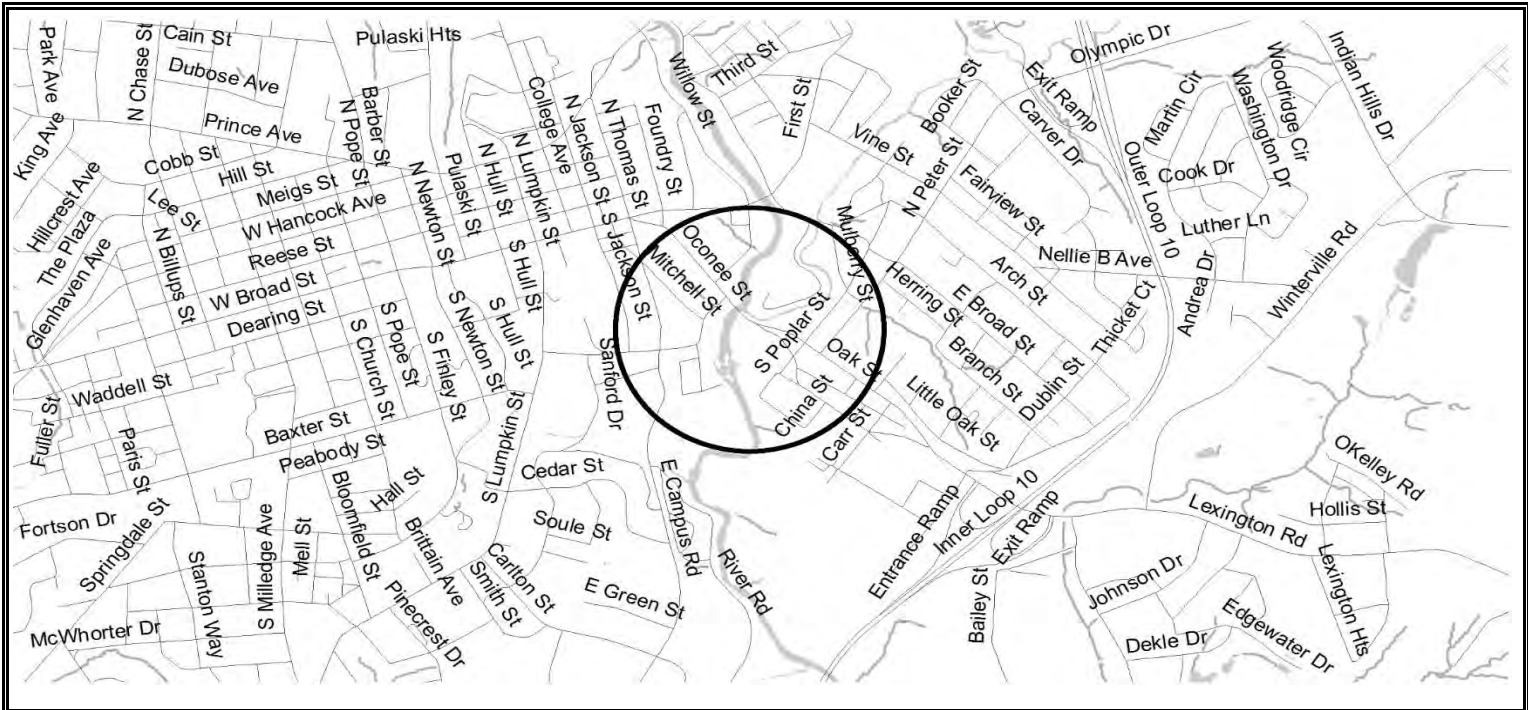 Park Ave
N Chase St
Cain St
Pulaski Hts
Dubose Ave
Prince Ave
King Ave
Cobb St
Hill St
Meigs St
W Hancock Ave
Reese St
W Broad St
Dearing St
Hillcrest Ave
The Plaza
Glenhaven Ave
Lee St
N Billups St
N Pope St
Barber St
N Newton St
Pulaski St
N Hull St
N Lumpkin St
College Ave
N Jackson St
N Thomas St
Foundry St
Willow St
Third St
First St
Vine St
Booker St
N Peter St
Fairview St
Carver Dr
Exit Ramp
Olympic Dr
Outer Loop 10
Martin Cir
Washington Dr
Woodridge Cir
Indian Hills Dr
Cook Dr
Luther Ln
Nellie B Ave
Andrea Dr
Winterville Rd
Arch St
Thicket Ct
E Broad St
Herring St
Branch St
Dublin St
Mulberry St
S Poplar St
Oak St
Little Oak St
China St
Carr St
Oconee St
Mitchell St
S Jackson St
Sanford Dr
S Hull St
S Hull St
S Newton St
S Finley St
S Pope St
S Church St
Waddell St
Fuller St
Paris St
Baxter St
Peabody St
S Lumpkin St
Cedar St
E Campus Rd
Hall St
Bloomfield St
Fortson Dr
Springdale St
Stanton Way
S Milledge Ave
Mell St
Brittain Ave
Pinecrest Dr
Smith St
Carlton St
Soule St
E Green St
River Rd
McWhorter Dr
Entrance Ramp
Inner Loop 10
Exit Ramp
Bailey St
Lexington Rd
OKelley Rd
Hollis St
Lexington Hts
Johnson Dr
Dekle Dr
Edgewater Dr